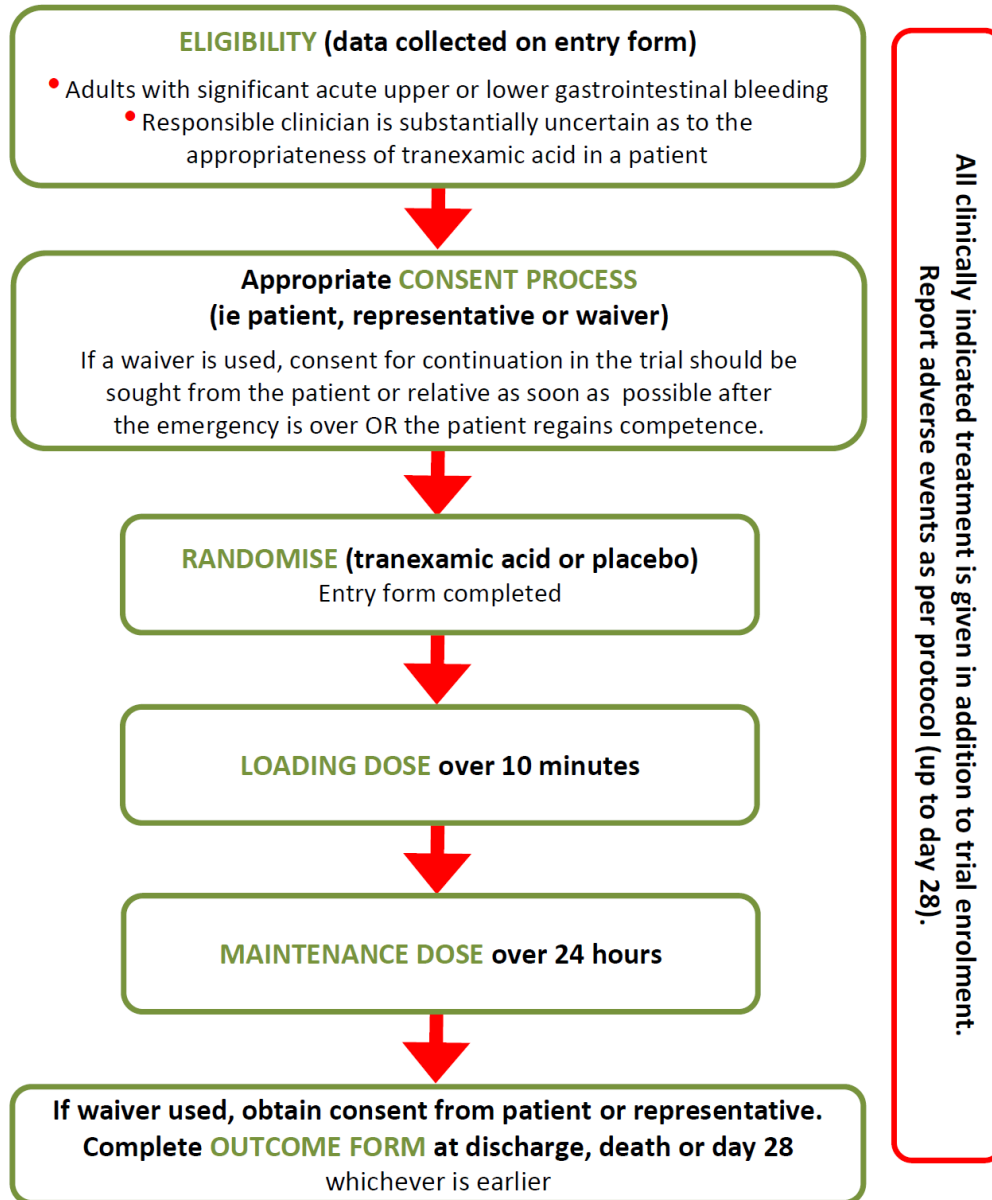 ELIGIBILITY (data collected on entry form)
• Adults with significant acute upper or lower gastrointestinal bleeding
• Responsible clinician is substantially uncertain as to the
appropriateness of tranexamic acid in a patient
Appropriate CONSENT PROCESS
(ie patient, representative or waiver)
If a waiver is used, consent for continuation in the trial should be
sought from the patient or relative as soon as possible after
the emergency is over OR the patient regains competence.
RANDOMISE (tranexamic acid or placebo)
Entry form completed
LOADING DOSE over 10 minutes
MAINTENANCE DOSE over 24 hours
If waiver used, obtain consent from patient or representative.
Complete OUTCOME FORM at discharge, death or day 28
whichever is earlier
All clinically indicated treatment is given in addition to trial enrolment.
Report adverse events as per protocol (up to day 28).